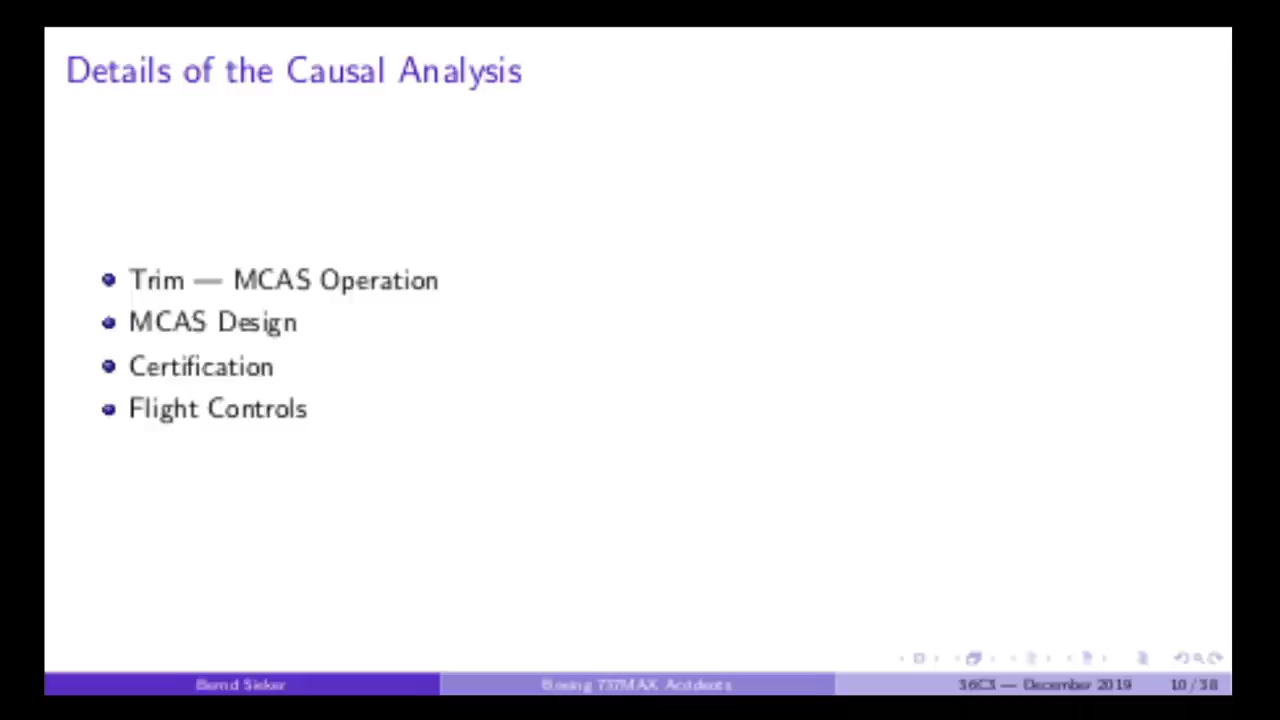 Details of the Causal Analysis
Trim — MCAS Operation
MCAS Design
Certification
Flight Controls
Bernd Sieker
Boeing 737MAX Accidents
36C3 — December 2019
10 / 38